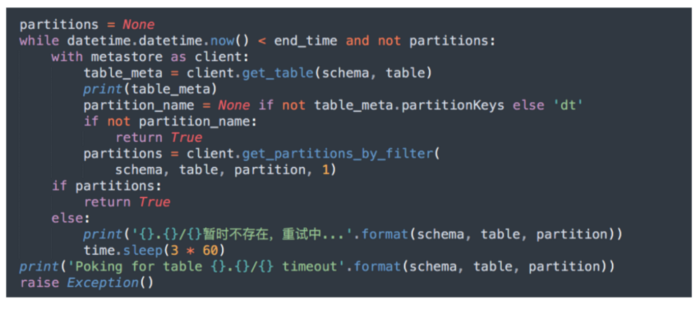 partitions = None
while datetime.datetime.now() < end_time and not partitions:
    with metastore as client:
        table_meta = client.get_table(schema, table)
        print(table_meta)
        partition_name = None if not table_meta.partitionKeys else 'dt'
        if not partition_name:
            return True
        partitions = client.get_partitions_by_filter(
            schema, table, partition, 1)
    if partitions:
        return True
    else:
        print('{}.{}/{}暂时不存在，重试中...'.format(schema, table, partition))
        time.sleep(3 * 60)
print('Poking for table {}.{}/{} timeout'.format(schema, table, partition))
raise Exception()